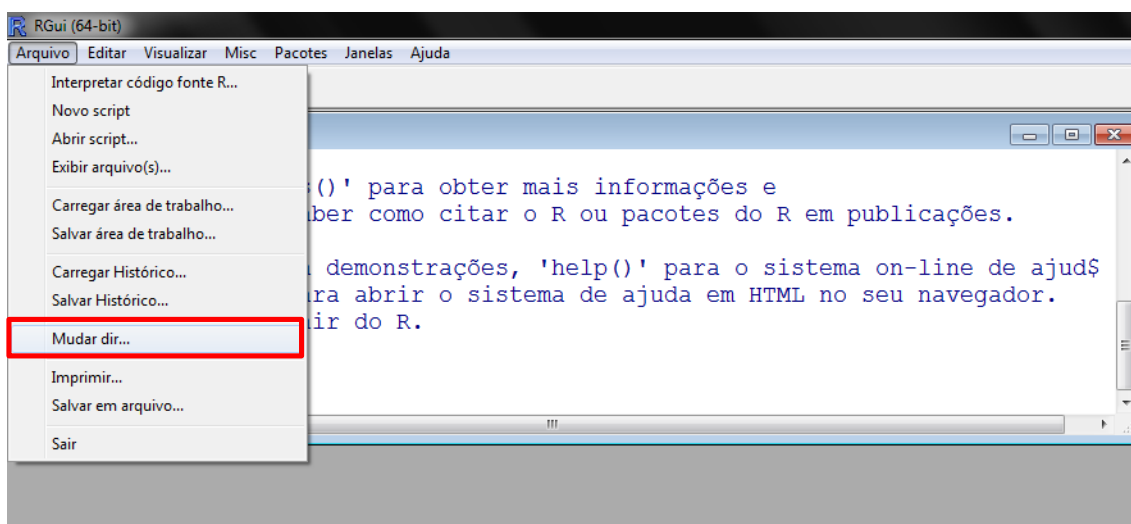 RGui (64-bit)
Arquivo Editar Visualizar Misc Pacotes Janelas Ajuda
Interpretar código fonte R...
Novo script
Abrir script...
Exibir arquivo(s)...
Carregar área de trabalho...
Salvar área de trabalho...
Carregar Histórico...
Salvar Histórico...
Mudar dir...
Imprimir...
Salvar em arquivo...
Sair
()' para obter mais informações e
ber como citar o R ou pacotes do R em publicações.
demonstrações, 'help()' para o sistema on-line de ajud$
ra abrir o sistema de ajuda em HTML no seu navegador.
ir do R.